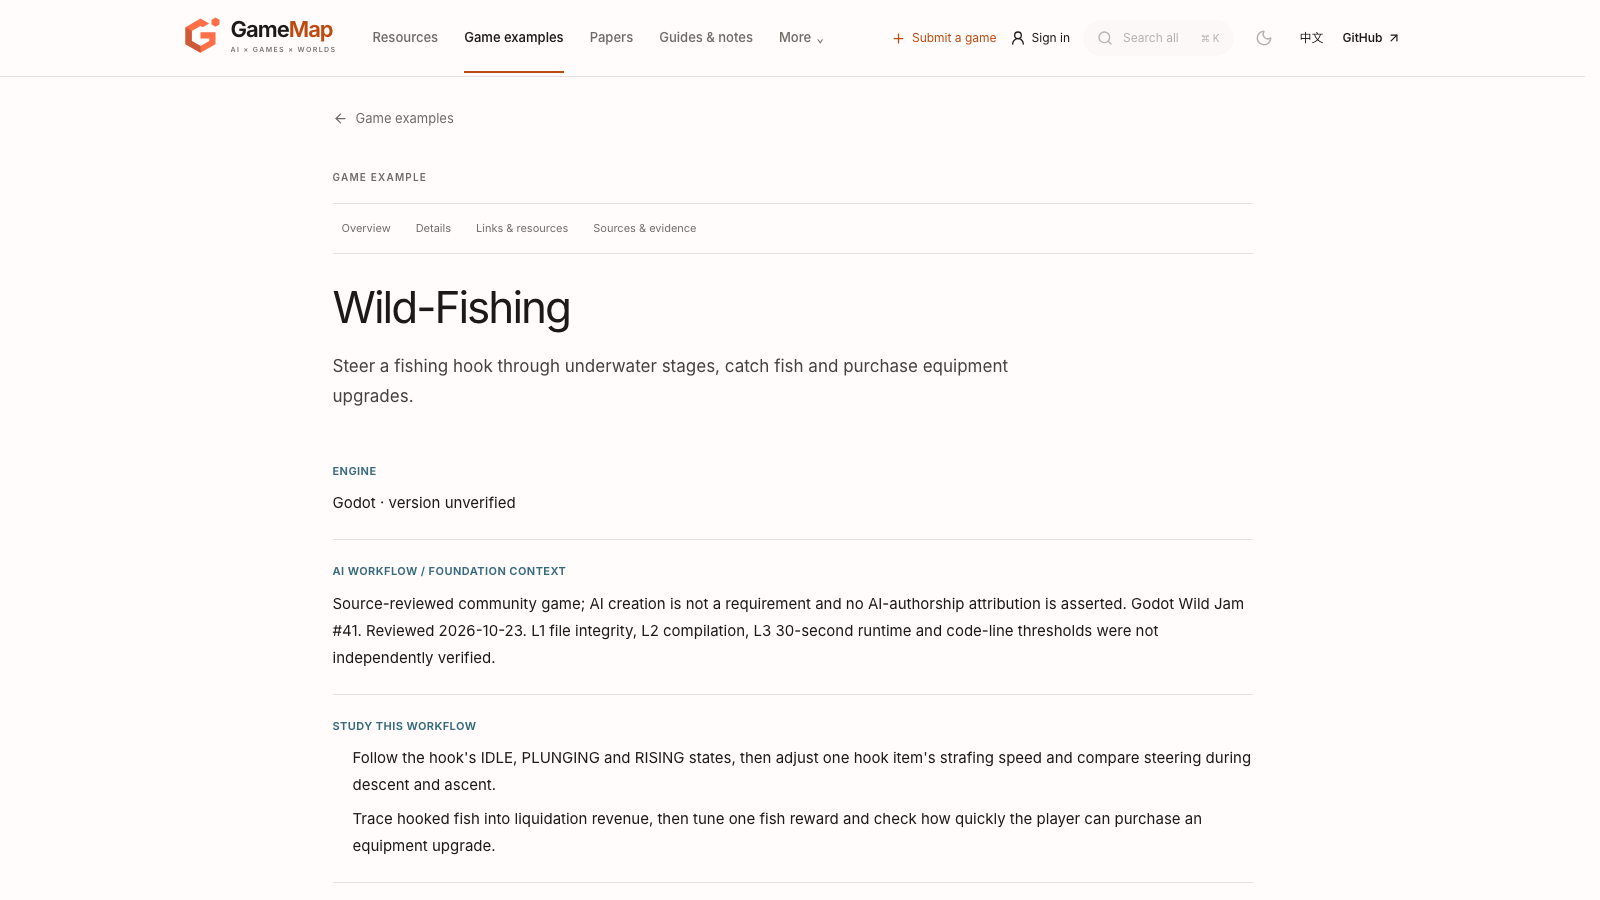 GameMap
AI × GAMES × WORLDS
Resources
Game examples
Papers
Guides & notes
More
Submit a game
Sign in
Search all
⌘ K
中文
GitHub
Game examples
GAME EXAMPLE
Overview
Details
Links & resources
Sources & evidence
Wild-Fishing
Steer a fishing hook through underwater stages, catch fish and purchase equipment
upgrades.
ENGINE
Godot · version unverified
AI WORKFLOW / FOUNDATION CONTEXT
Source-reviewed community game; AI creation is not a requirement and no AI-authorship attribution is asserted. Godot Wild Jam
#41. Reviewed 2026-10-23. L1 file integrity, L2 compilation, L3 30-second runtime and code-line thresholds were not
independently verified.
STUDY THIS WORKFLOW
Follow the hook's IDLE, PLUNGING and RISING states, then adjust one hook item's strafing speed and compare steering during
descent and ascent.
Trace hooked fish into liquidation revenue, then tune one fish reward and check how quickly the player can purchase an
equipment upgrade.